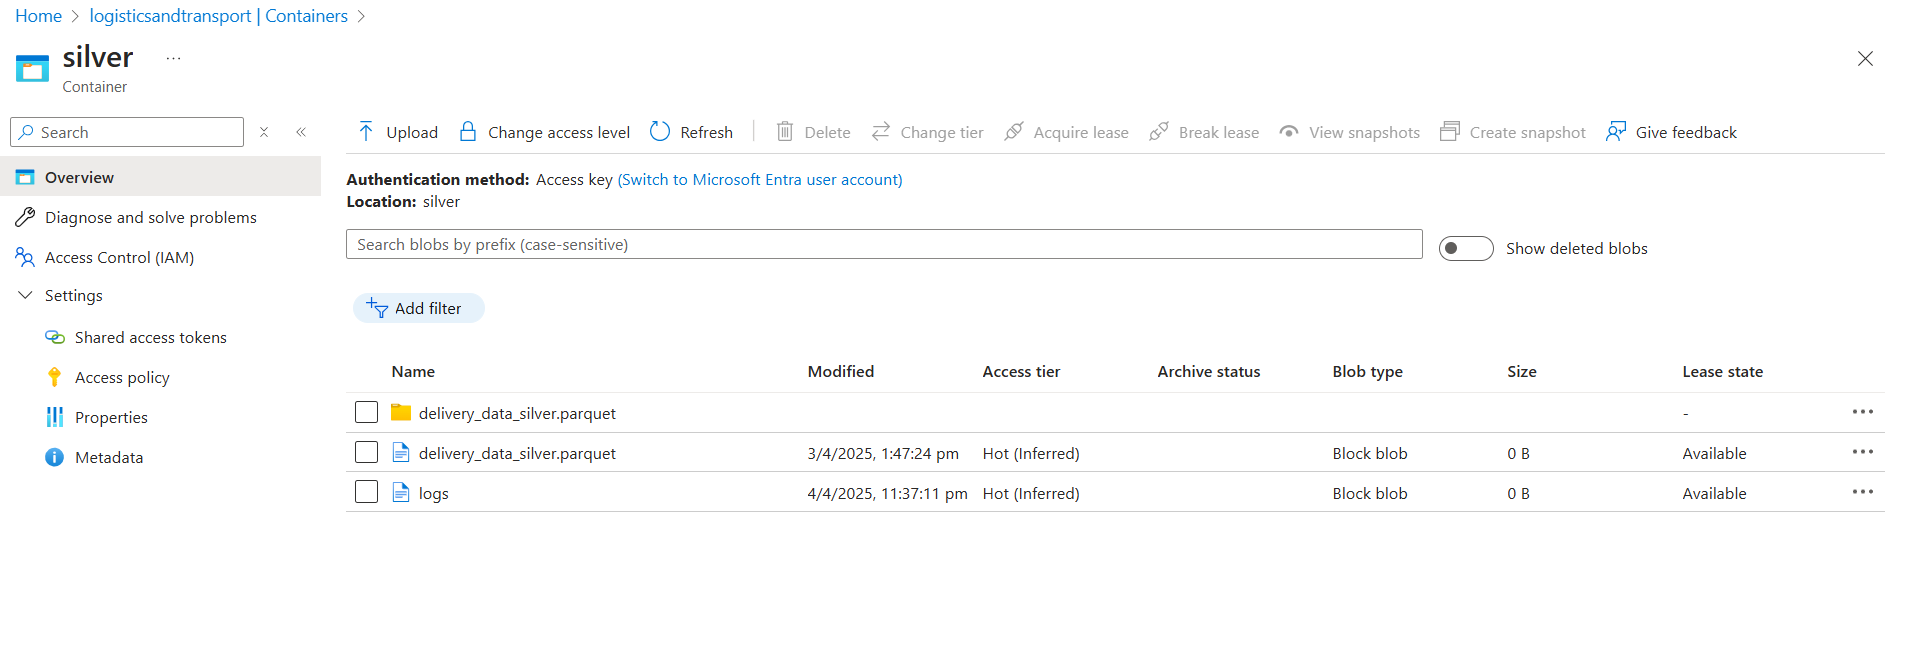 Home > logisticsandtransport | Containers >
silver ...
Container
Search
Overview
Diagnose and solve problems
Access Control (IAM)
Settings
Shared access tokens
Access policy
Properties
Metadata
Upload Change access level Refresh Delete Change tier Acquire lease Break lease View snapshots Create snapshot Give feedback
Authentication method: Access key (Switch to Microsoft Entra user account)
Location: silver
Search blobs by prefix (case-sensitive)
Show deleted blobs
Add filter
Name Modified Access tier Archive status Blob type Size Lease state
delivery_data_silver.parquet -
delivery_data_silver.parquet 3/4/2025, 1:47:24 pm Hot (Inferred) Block blob 0 B Available
logs 4/4/2025, 11:37:11 pm Hot (Inferred) Block blob 0 B Available